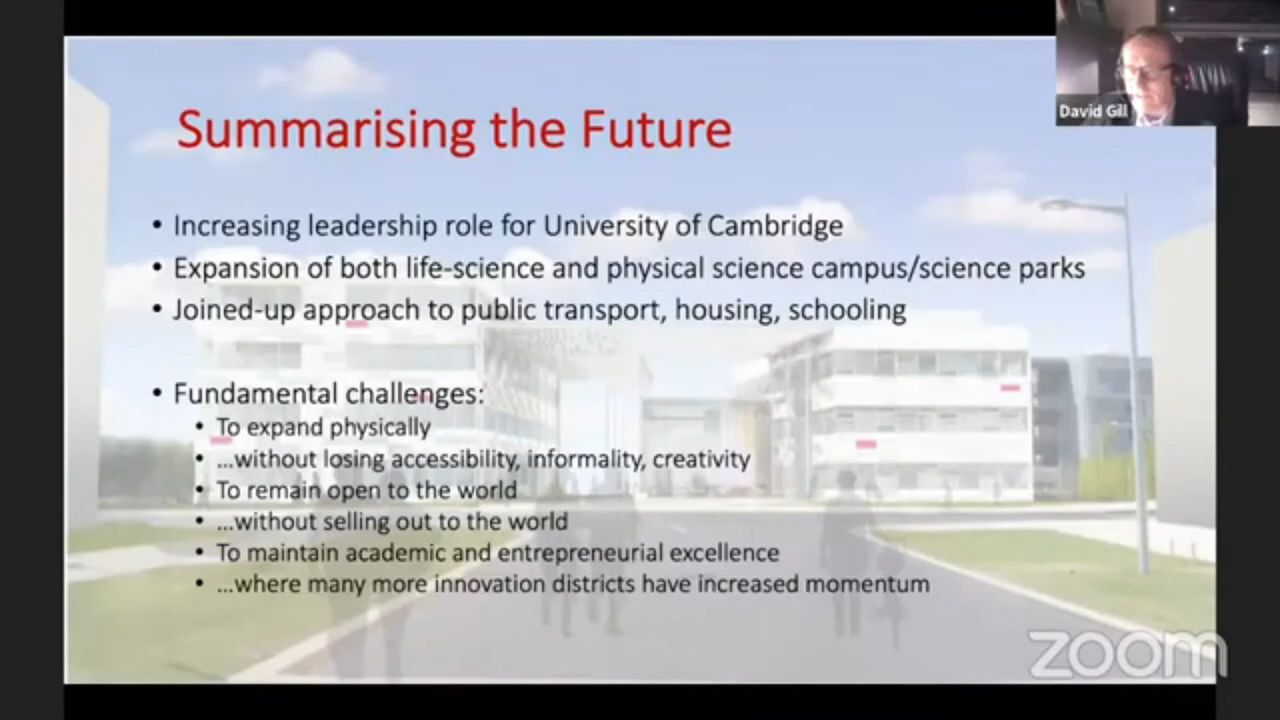 David Gill
Summarising the Future
• Increasing leadership role for University of Cambridge
• Expansion of both life-science and physical science campus/science parks
• Joined-up approach to public transport, housing, schooling
• Fundamental challenges:
• To expand physically
• ...without losing accessibility, informality, creativity
• To remain open to the world
• ...without selling out to the world
• To maintain academic and entrepreneurial excellence
• ...where many more innovation districts have increased momentum
zoom